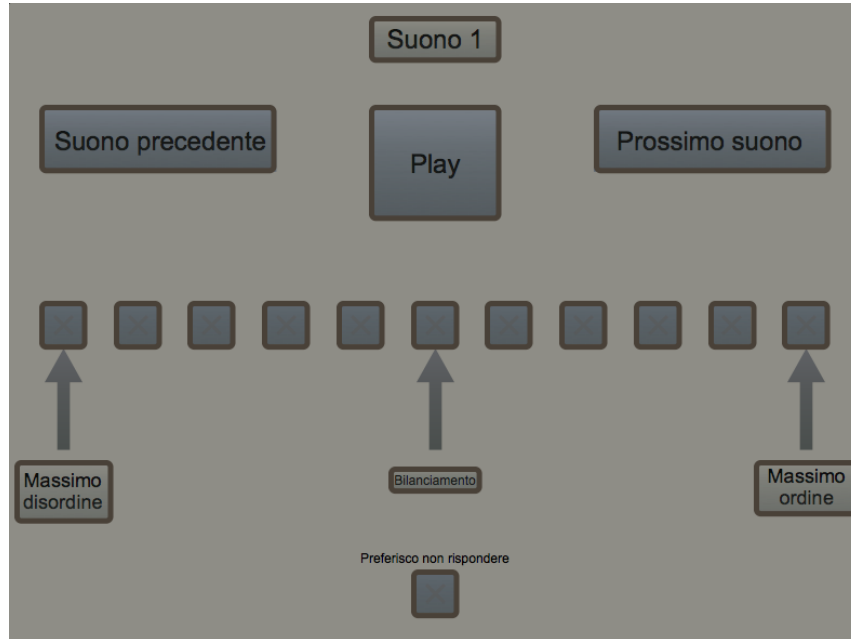 Suono 1
Suono precedente
Play
Prossimo suono
Massimo
disordine
Bilanciamento
Massimo
ordine
Preferisco non rispondere